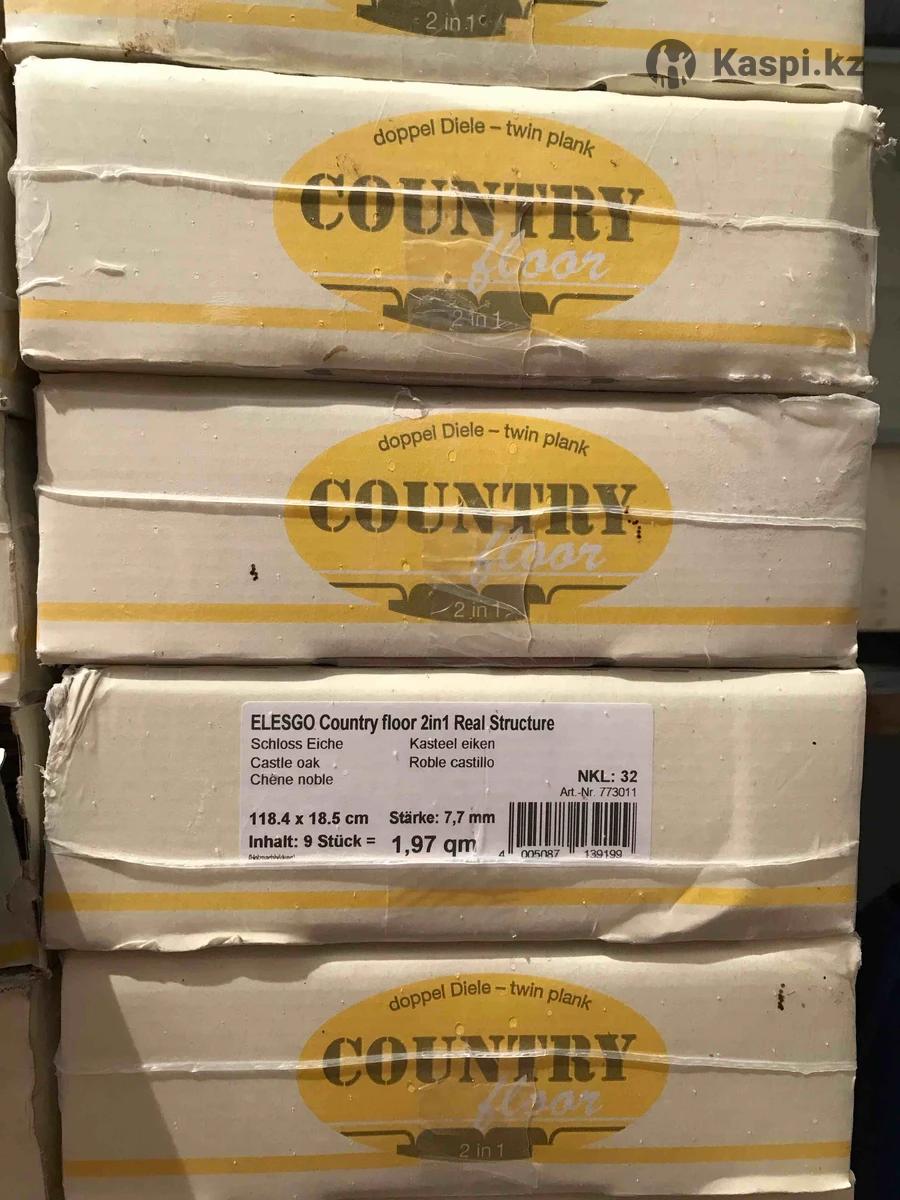 2 in 1
Kaspi.kz
doppel Diele – twin plank
COUNTRY
floor
2 in 1
doppel Diele – twin plank
COUNTRY
floor
2 in 1
ELESGO Country floor 2in1 Real Structure
Schloss Eiche Kasteel eiken
Castle oak Roble castillo
Chêne noble
NKL: 32
Art.-Nr. 773011
118.4 x 18.5 cm Stärke: 7,7 mm
Inhalt: 9 Stück = 1,97 qm
4 005087 139199
doppel Diele – twin plank
COUNTRY
floor
2 in 1